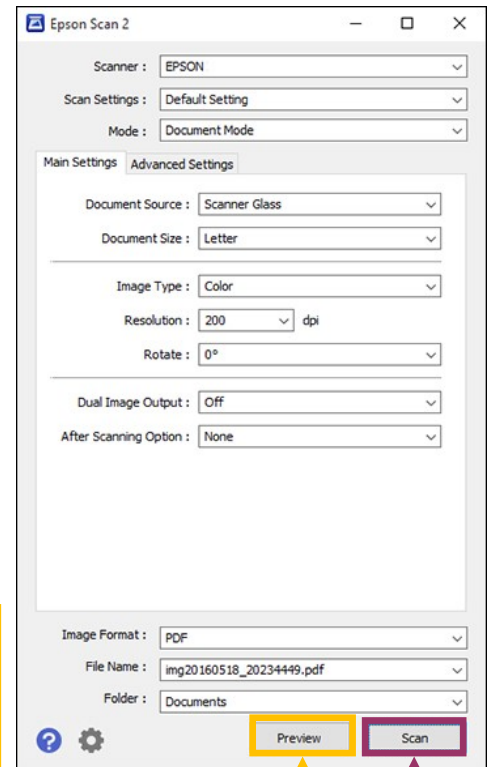 Epson Scan 2
Scanner : EPSON
Scan Settings : Default Setting
Mode : Document Mode
Main Settings Advanced Settings
Document Source : Scanner Glass
Document Size : Letter
Image Type : Color
Resolution : 200 dpi
Rotate : 0°
Dual Image Output : Off
After Scanning Option : None
Image Format : PDF
File Name : img20160518_20234449.pdf
Folder : Documents
? Preview Scan